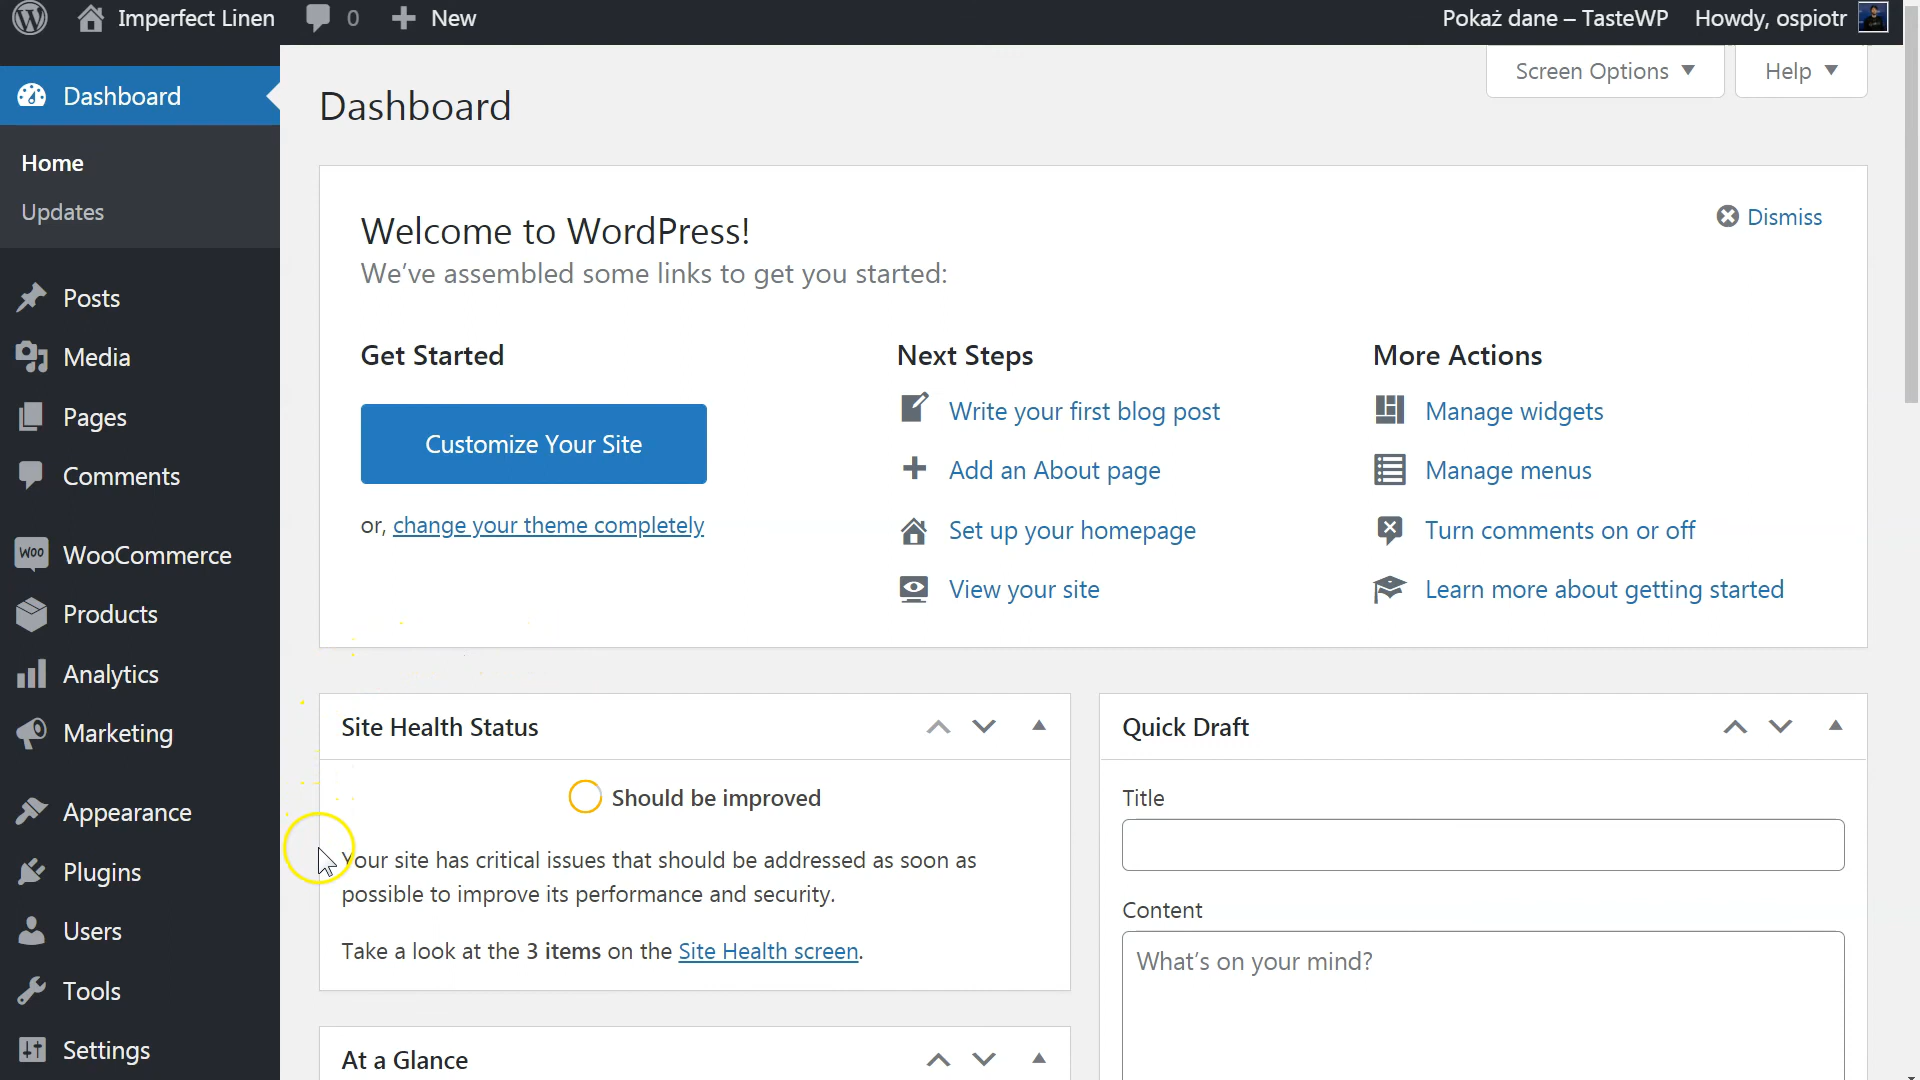 Imperfect Linen
0
New
Pokaż dane – TasteWP
Howdy, ospiotr
Screen Options
Help
Dashboard
Home
Updates
Posts
Media
Pages
Comments
Woo
WooCommerce
Products
Analytics
Marketing
Appearance
Plugins
Users
Tools
Settings
Dashboard
Welcome to WordPress!
Dismiss
We've assembled some links to get you started:
Get Started
Customize Your Site
or, change your theme completely
Next Steps
Write your first blog post
Add an About page
Set up your homepage
View your site
More Actions
Manage widgets
Manage menus
Turn comments on or off
Learn more about getting started
Site Health Status
Should be improved
Your site has critical issues that should be addressed as soon as
possible to improve its performance and security.
Take a look at the 3 items on the Site Health screen.
At a Glance
Quick Draft
Title
Content
What's on your mind?